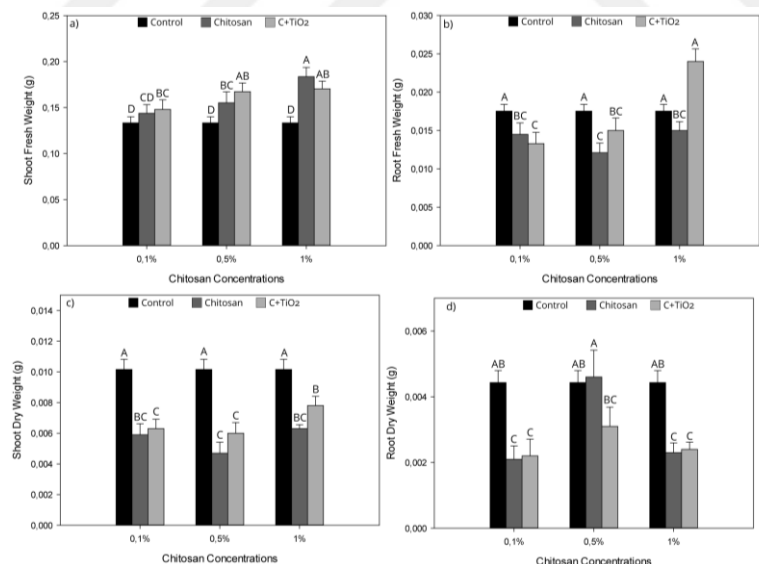 a)
Control Chitosan C+TiO₂
Shoot Fresh Weight (g)
0,25
0,20
0,15
0,10
0,05
0,00
D CD BC D BC AB D A AB
0,1% 0,5% 1%
Chitosan Concentrations
b)
Control Chitosan C+TiO₂
Root Fresh Weight (g)
0,030
0,025
0,020
0,015
0,010
0,005
0,000
A BC C A C BC A BC A
0,1% 0,5% 1%
Chitosan Concentrations
c)
Control Chitosan C+TiO₂
Shoot Dry Weight (g)
0,014
0,012
0,010
0,008
0,006
0,004
0,002
0,000
A BC C A C C A BC B
0,1% 0,5% 1%
Chitosan Concentrations
d)
Control Chitosan C+TiO₂
Root Dry Weight (g)
0,006
0,004
0,002
0,000
AB C C AB A BC AB C C
0,1% 0,5% 1%
Chitosan Concentrations